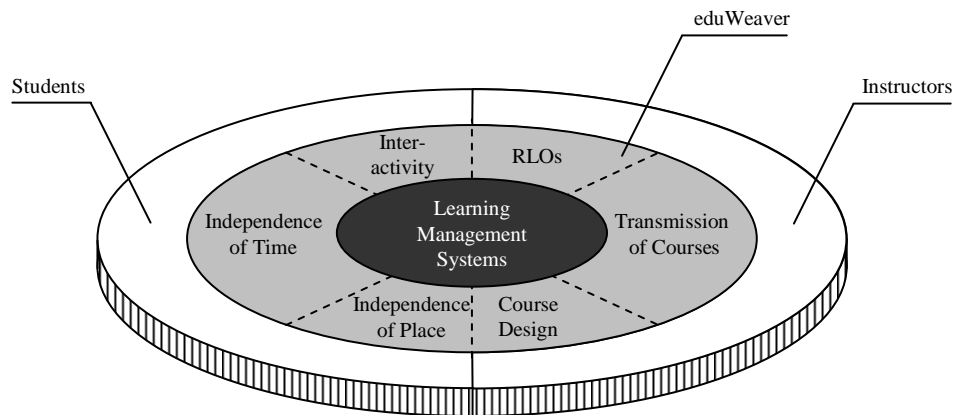 eduWeaver
Students
Instructors
Inter-
activity
RLOs
Independence
of Time
Learning
Management
Systems
Transmission
of Courses
Independence
of Place
Course
Design